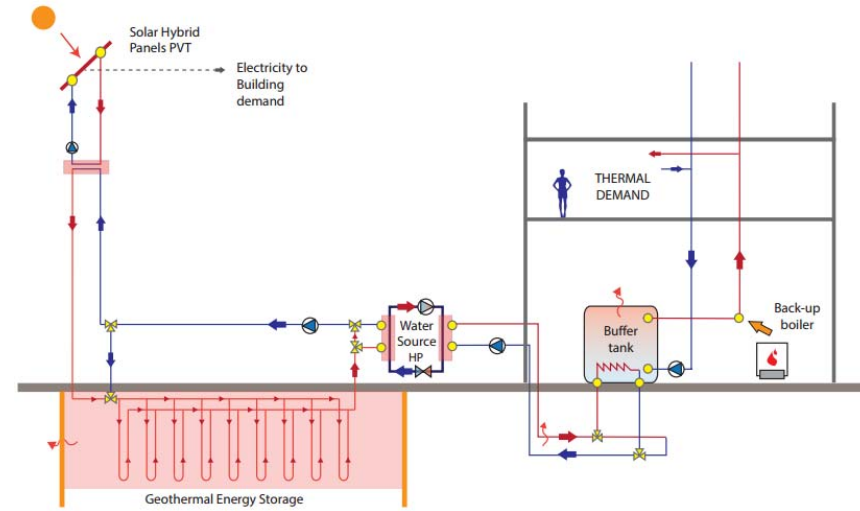 Solar Hybrid
Panels PVT
Electricity to
Building
demand
THERMAL
DEMAND
Water
Source
HP
Buffer
tank
Back-up
boiler
Geothermal Energy Storage